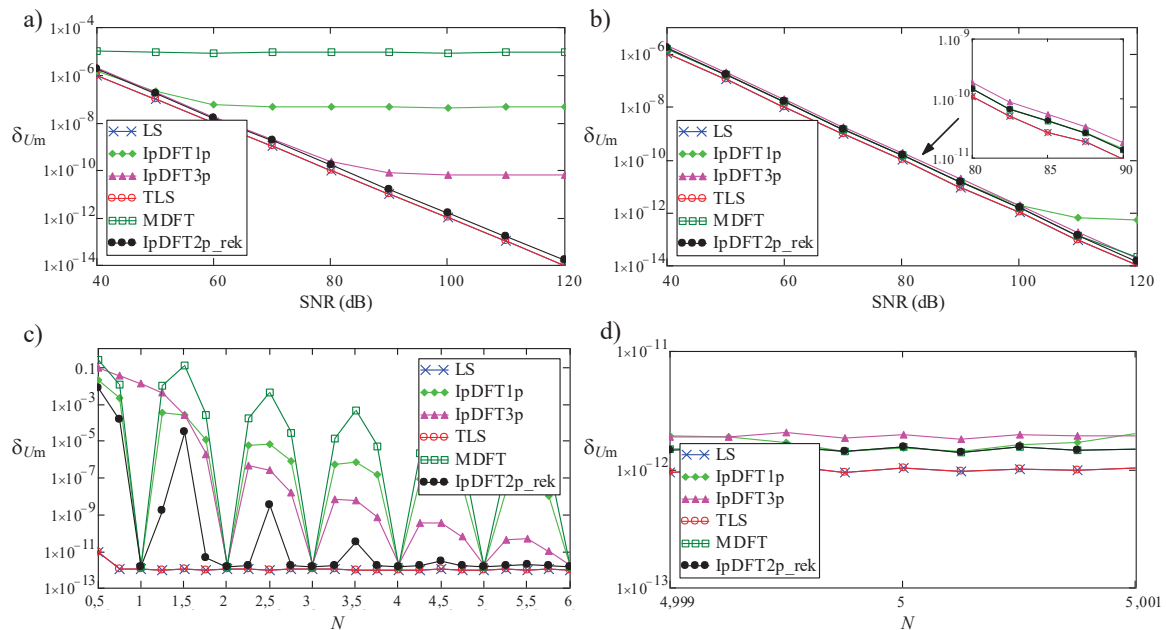 a)
1×10⁻⁴
1×10⁻⁶
1×10⁻⁸
δUm
1×10⁻¹⁰
1×10⁻¹²
1×10⁻¹⁴
LS
IpDFT1p
IpDFT3p
TLS
MDFT
IpDFT2p_rek
40 60 80 100 120
SNR (dB)
b)
1×10⁻⁶
1×10⁻⁸
δUm
1×10⁻¹⁰
1×10⁻¹²
1×10⁻¹⁴
LS
IpDFT1p
IpDFT3p
TLS
MDFT
IpDFT2p_rek
1.10⁹
1.10¹⁰
1.10¹¹
80 85 90
40 60 80 100 120
SNR (dB)
c)
0.1
1×10⁻³
1×10⁻⁵
δUm
1×10⁻⁷
1×10⁻⁹
1×10⁻¹¹
1×10⁻¹³
LS
IpDFT1p
IpDFT3p
TLS
MDFT
IpDFT2p_rek
0,5 1 1,5 2 2,5 3 3,5 4 4,5 5 5,5 6
N
d)
1×10⁻¹¹
δUm
1×10⁻¹²
1×10⁻¹³
LS
IpDFT1p
IpDFT3p
TLS
MDFT
IpDFT2p_rek
4,999 5 5,001
N